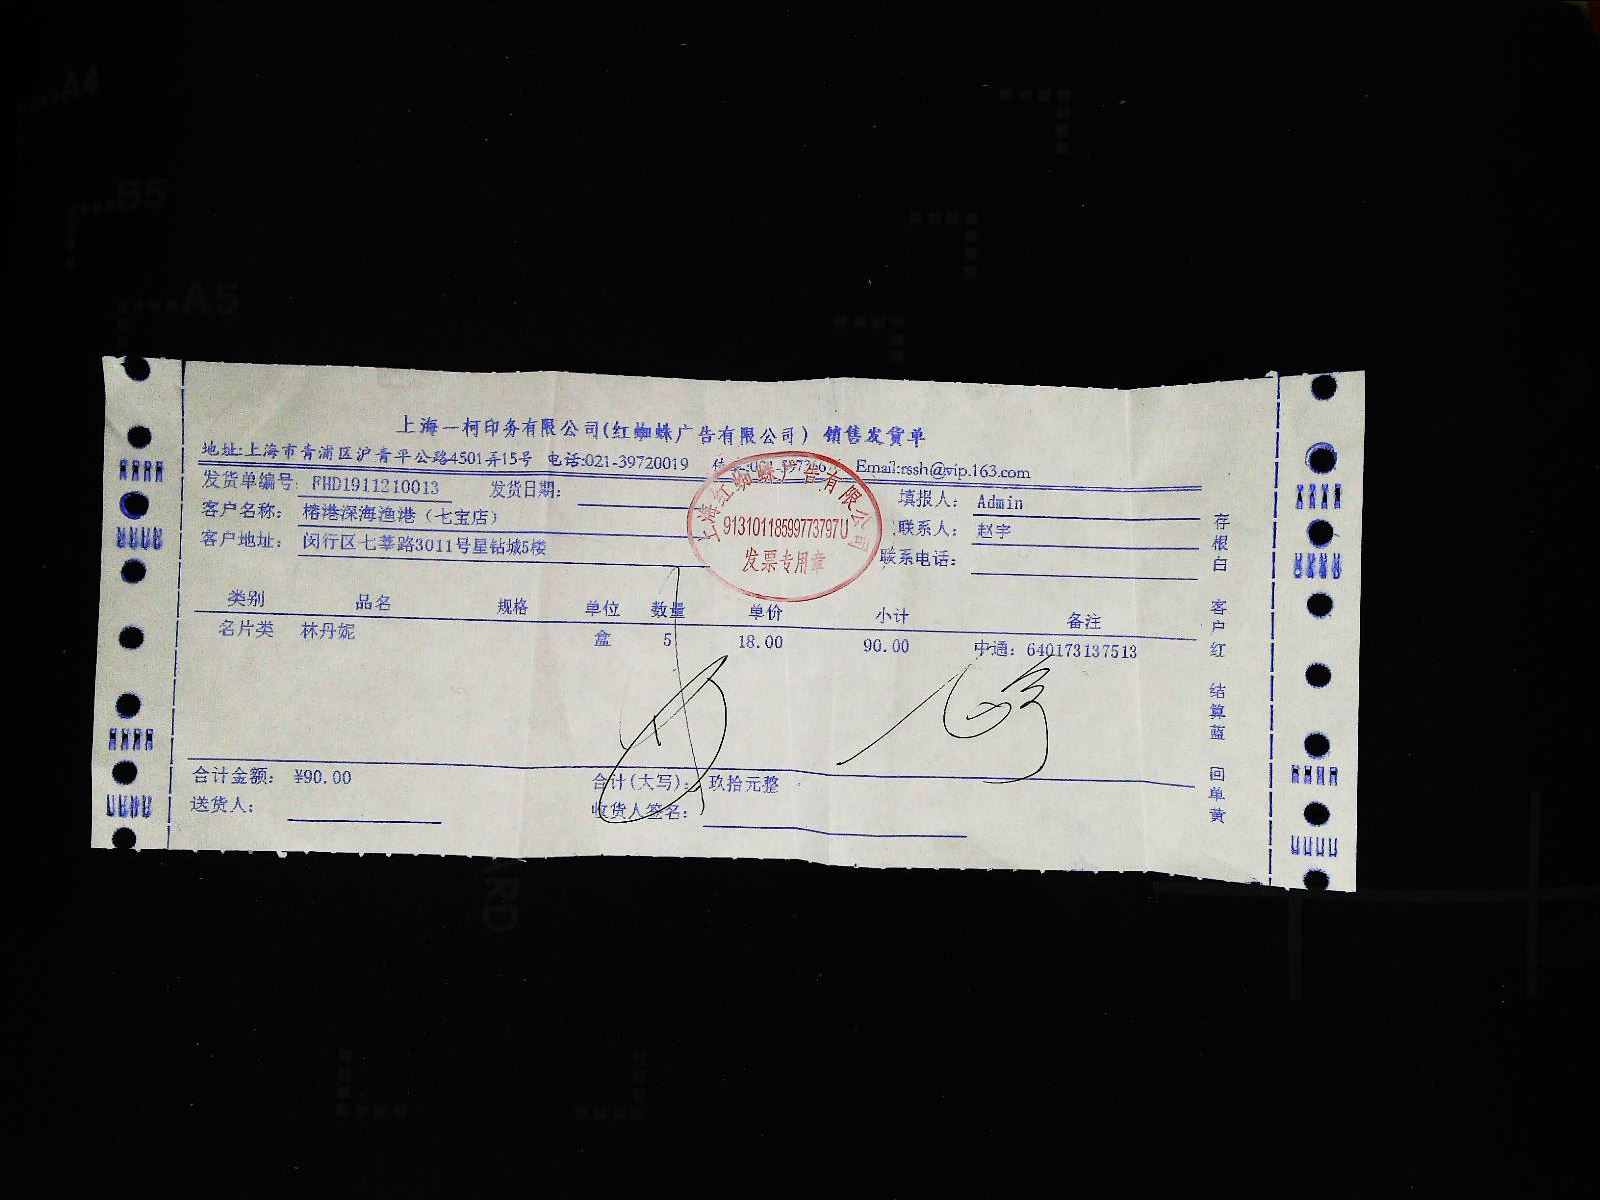 A4
B5
A5
上海一柯印务有限公司(红蜘蛛广告有限公司) 销售发货单
地址:上海市青浦区沪青平公路4501弄15号 电话:021-39720019 Email:rssh@vip.163.com
发货单编号: FHD1911210013 发货日期: 填报人: Admin
客户名称: 榕港深海渔港(七宝店) 联系人: 赵宇
客户地址: 闵行区七莘路3011号星钻城5楼 联系电话:
上海红蜘蛛广告有限公司
91310118599773797U
发票专用章
类别 品名 规格 单位 数量 单价 小计 备注
名片类 林丹妮 盒 5 18.00 90.00 中通: 640173137513
合计金额: ¥90.00 合计(大写): 玖拾元整
送货人: 收货人签名:
存根白 客户红 结算蓝 回单黄